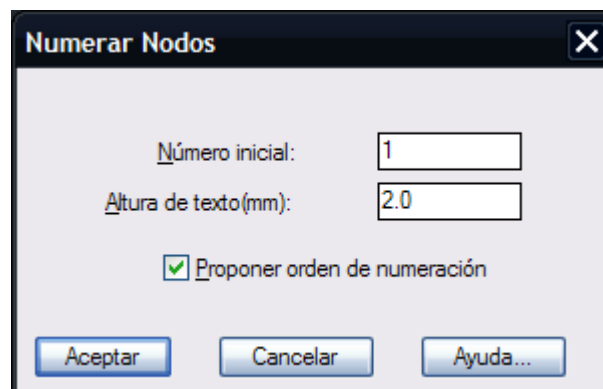 Numerar Nodos
Número inicial: 1
Altura de texto(mm): 2.0
Proponer orden de numeración
Aceptar Cancelar Ayuda...